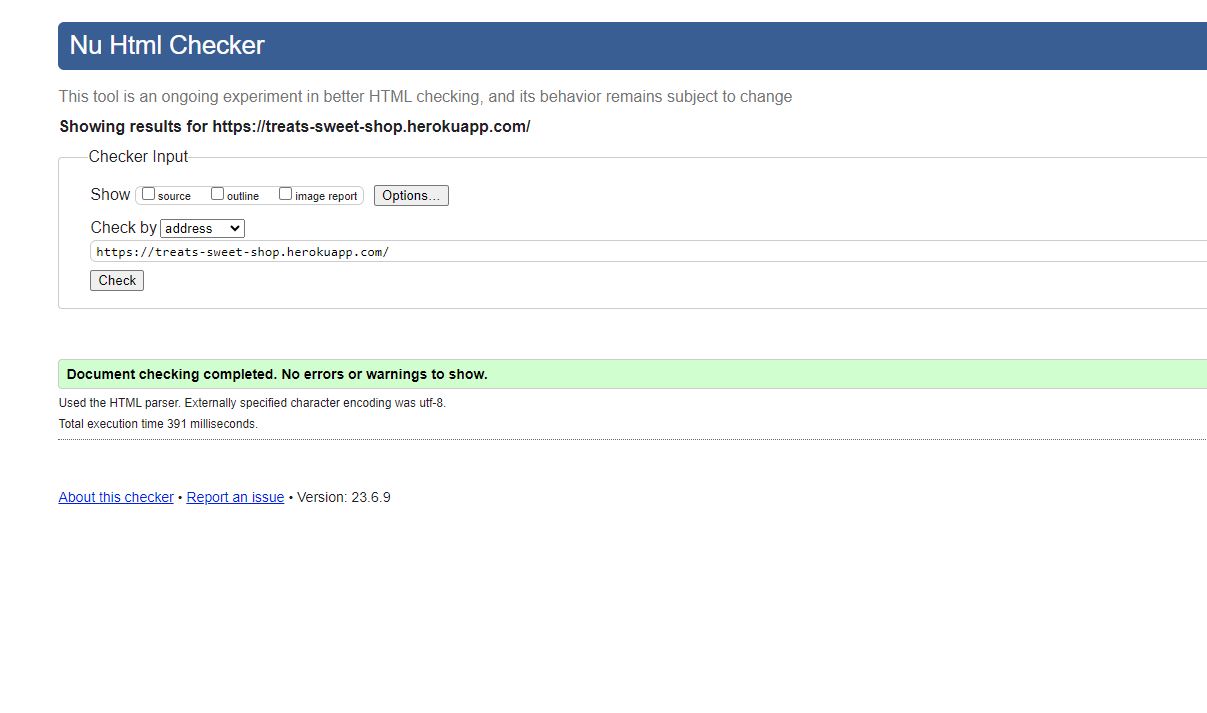 Nu Html Checker
This tool is an ongoing experiment in better HTML checking, and its behavior remains subject to change
Showing results for https://treats-sweet-shop.herokuapp.com/
Checker Input
Show source outline image report Options...
Check by address
https://treats-sweet-shop.herokuapp.com/
Check
Document checking completed. No errors or warnings to show.
Used the HTML parser. Externally specified character encoding was utf-8.
Total execution time 391 milliseconds.
About this checker • Report an issue • Version: 23.6.9